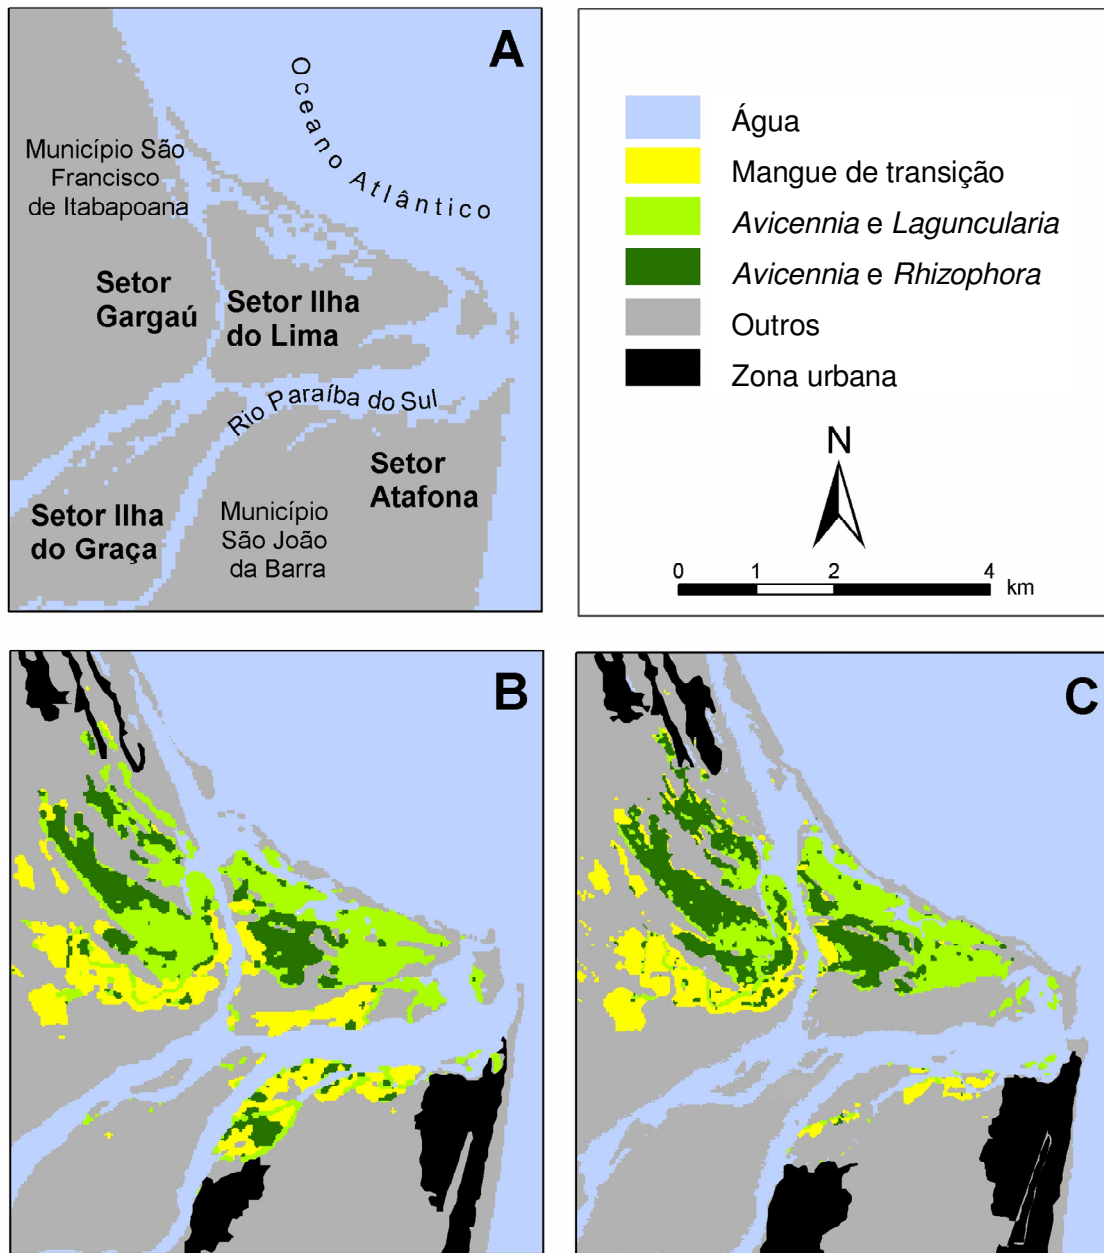 A
Oceano Atlântico
Município São
Francisco
de Itabapoana
Setor
Gargaú
Setor Ilha
do Lima
Rio Paraíba do Sul
Setor
Atafona
Setor Ilha
do Graça
Município
São João
da Barra
Água
Mangue de transição
Avicennia e Laguncularia
Avicennia e Rhizophora
Outros
Zona urbana
N
0 1 2 4
km
B
C